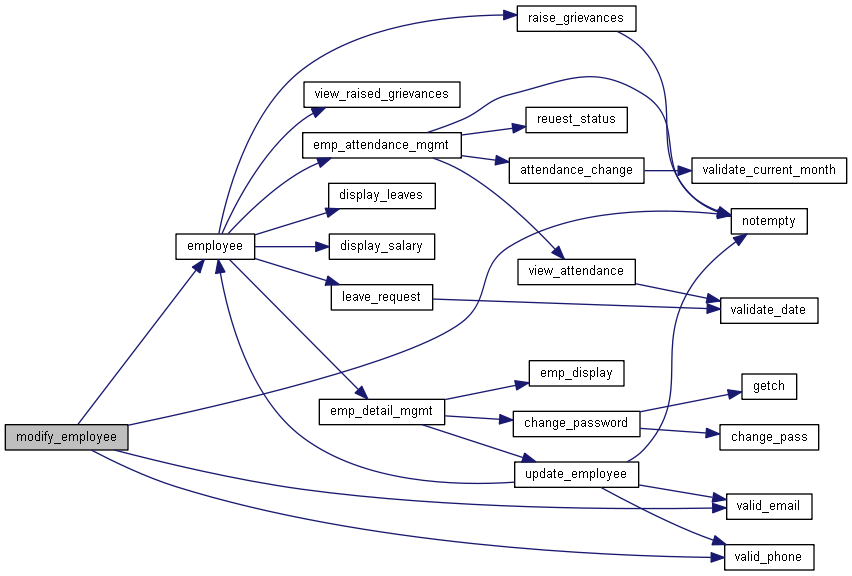 raise_grievances
view_raised_grievances
reuest_status
emp_attendance_mgmt
attendance_change
validate_current_month
display_leaves
notempty
employee
display_salary
view_attendance
leave_request
validate_date
emp_display
getch
emp_detail_mgmt
change_password
modify_employee
change_pass
update_employee
valid_email
valid_phone